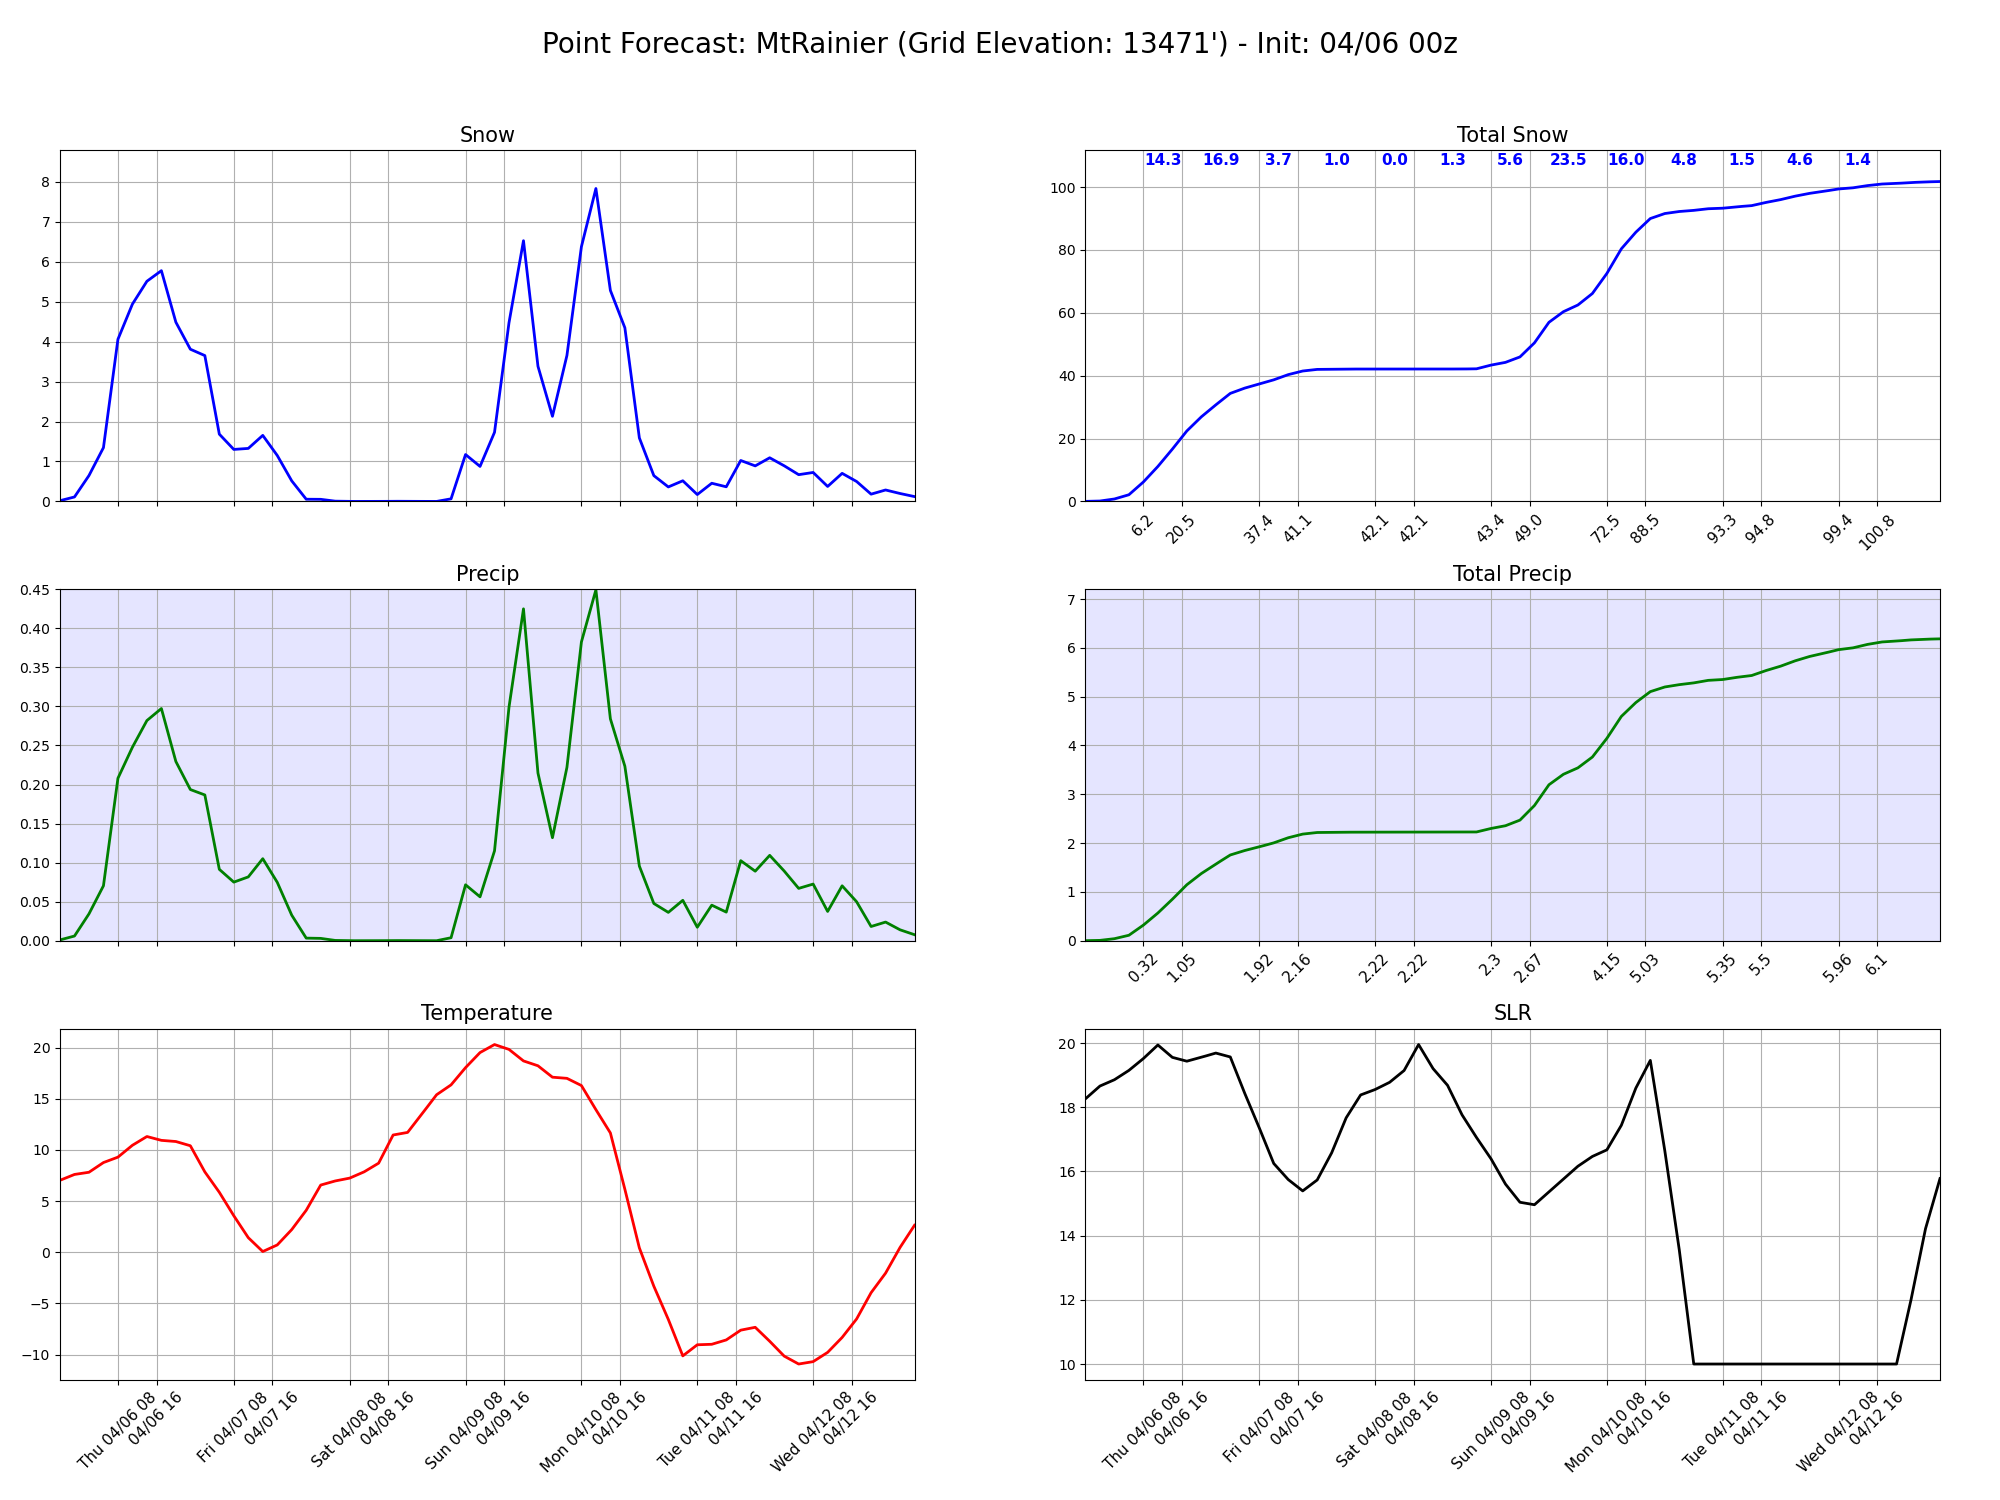 Point Forecast: MtRainier (Grid Elevation: 13471') - Init: 04/06 00z
Snow
8
7
6
5
4
3
2
1
0
Total Snow
14.3 16.9 3.7 1.0 0.0 1.3 5.6 23.5 16.0 4.8 1.5 4.6 1.4
100
80
60
40
20
0
6.2 20.5 37.4 41.1 42.1 42.1 43.4 49.0 72.5 88.5 93.3 94.8 99.4 100.8
Precip
0.45
0.40
0.35
0.30
0.25
0.20
0.15
0.10
0.05
0.00
Total Precip
7
6
5
4
3
2
1
0
0.32 1.05 1.92 2.16 2.22 2.22 2.3 2.67 4.15 5.03 5.35 5.5 5.96 6.1
Temperature
20
15
10
5
0
−5
−10
Thu 04/06 08
04/06 16
Fri 04/07 08
04/07 16
Sat 04/08 08
04/08 16
Sun 04/09 08
04/09 16
Mon 04/10 08
04/10 16
Tue 04/11 08
04/11 16
Wed 04/12 08
04/12 16
SLR
20
18
16
14
12
10
Thu 04/06 08
04/06 16
Fri 04/07 08
04/07 16
Sat 04/08 08
04/08 16
Sun 04/09 08
04/09 16
Mon 04/10 08
04/10 16
Tue 04/11 08
04/11 16
Wed 04/12 08
04/12 16